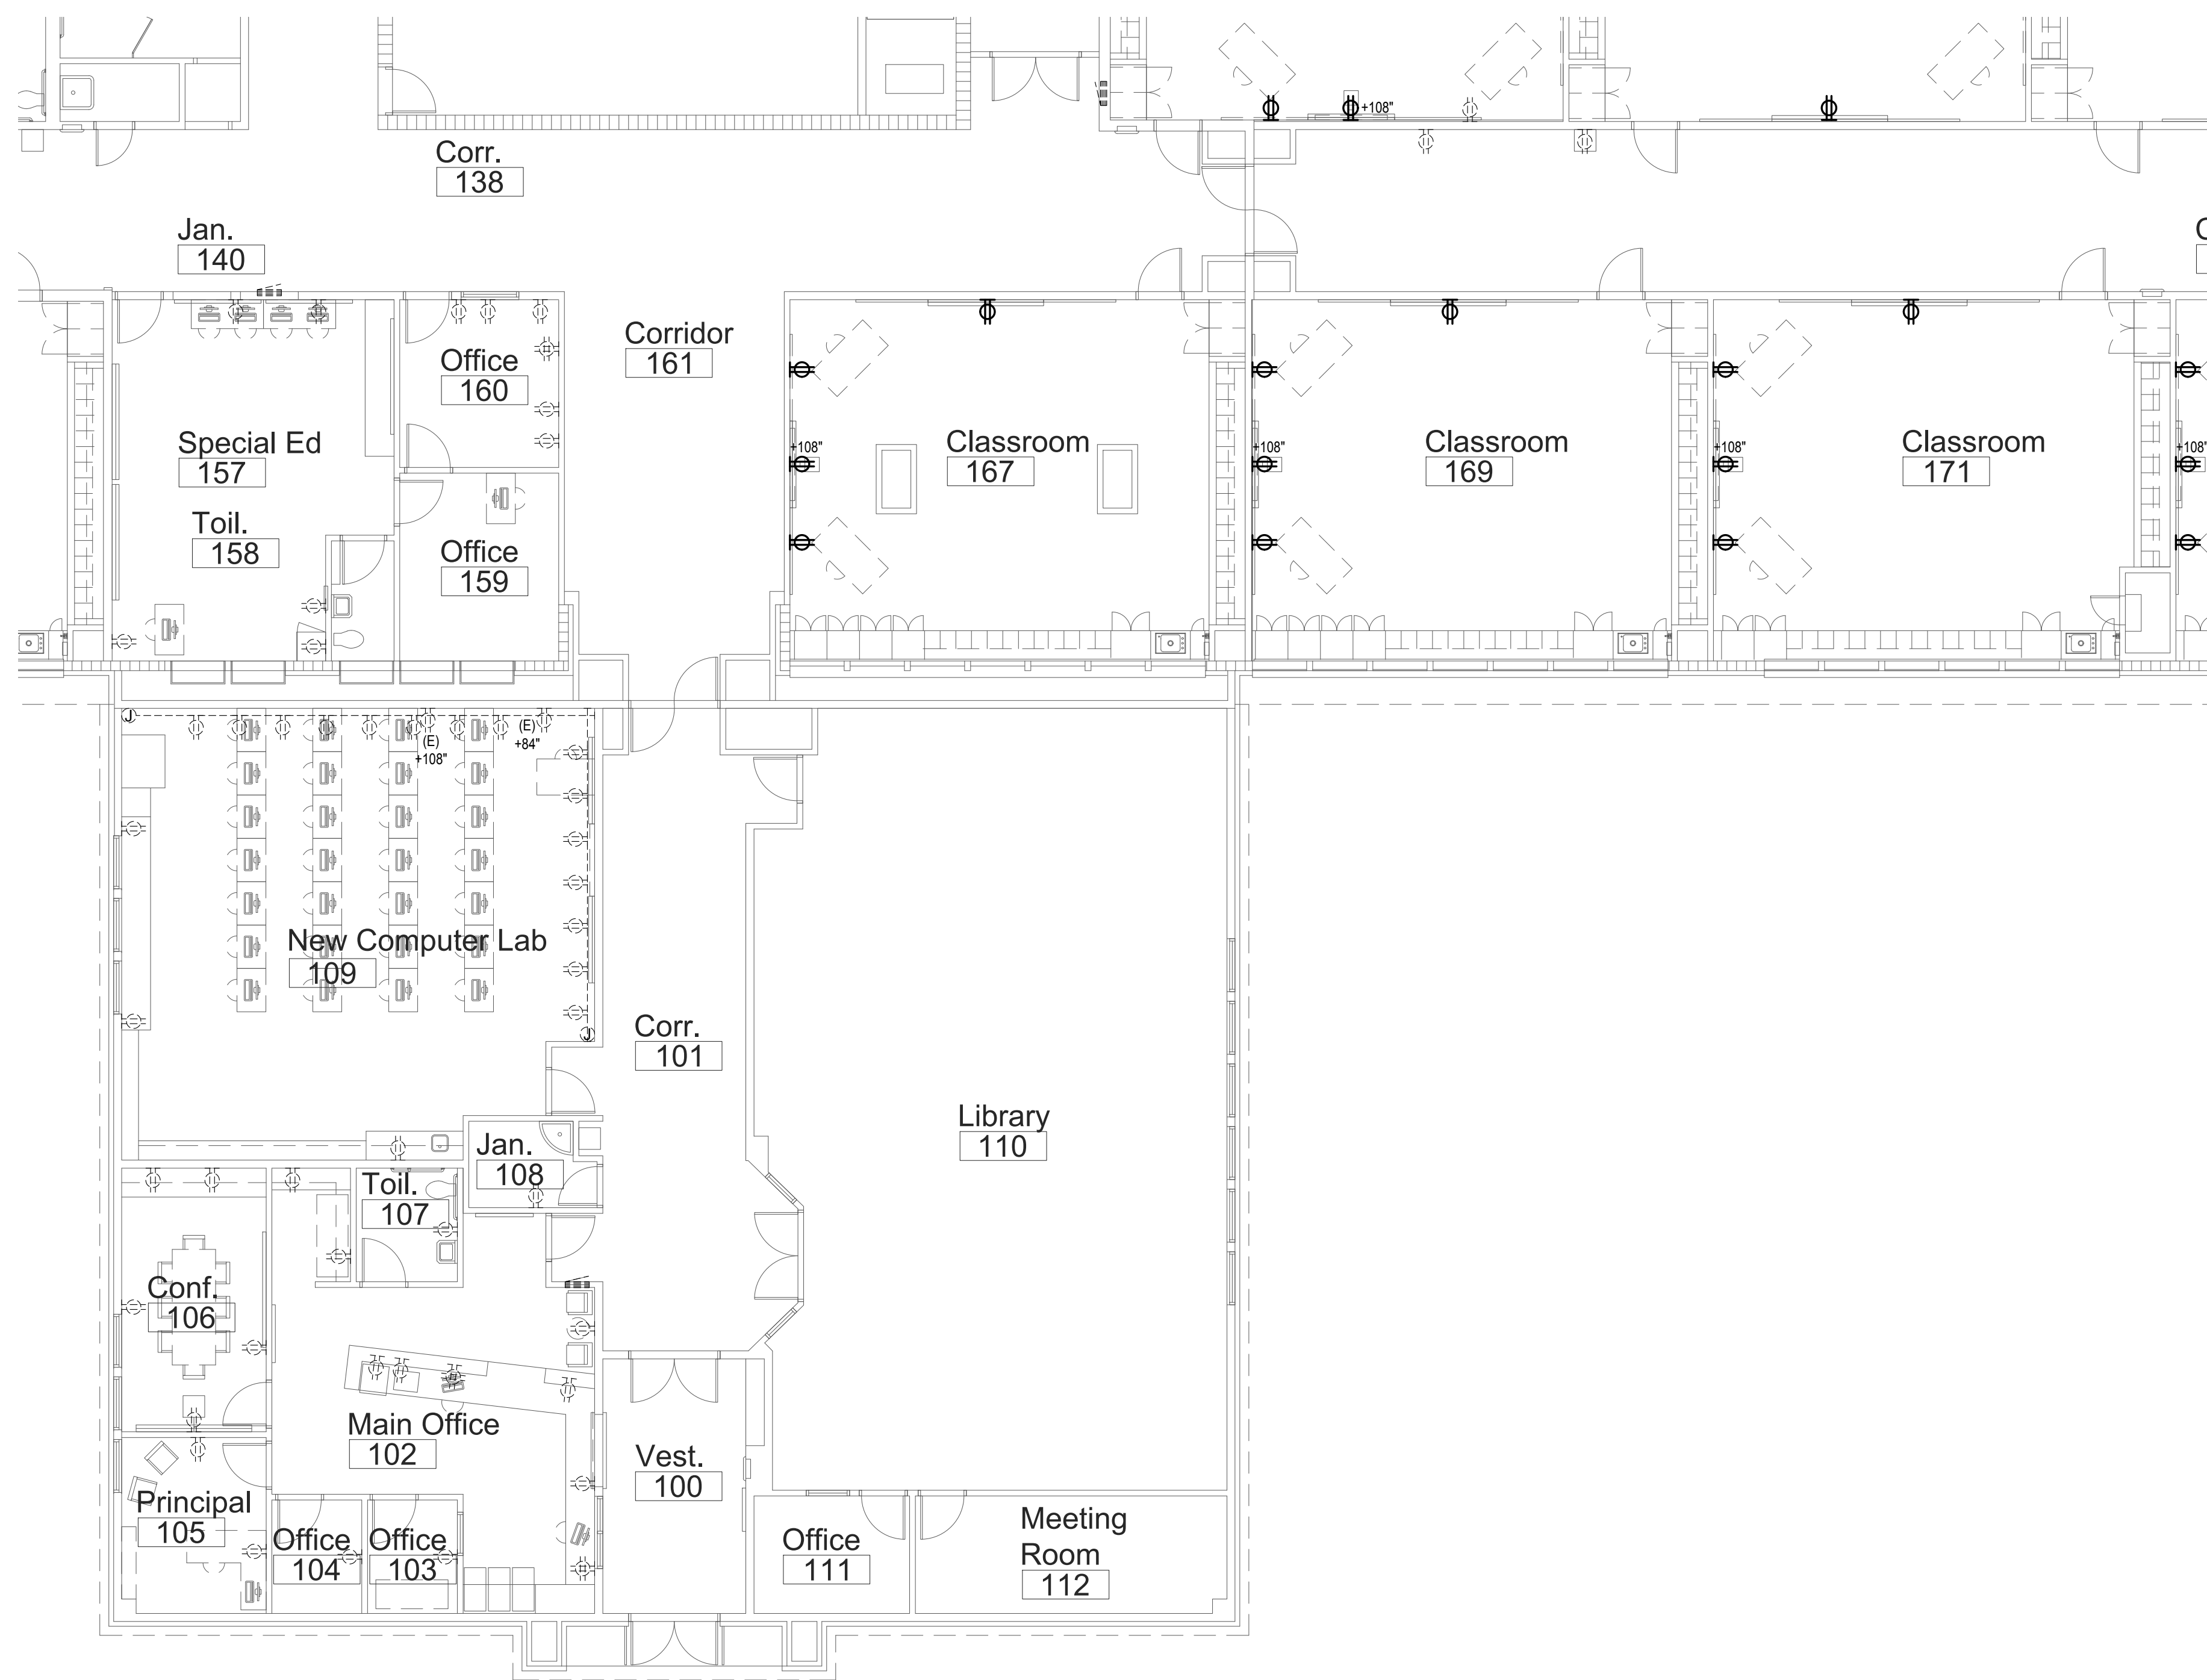 +108"
Corr.
138
Jan.
140
Corridor
161
Office
160
Special Ed
157
Toil.
158
Office
159
+108"
Classroom
167
+108"
Classroom
169
+108"
Classroom
171
+108"
J
(E)
+108"
(E)
+84"
New Computer Lab
109
J
Corr.
101
Library
110
Jan.
108
Toil.
107
Conf.
106
Main Office
102
Vest.
100
Principal
105
Office
104
Office
103
Office
111
Meeting
Room
112